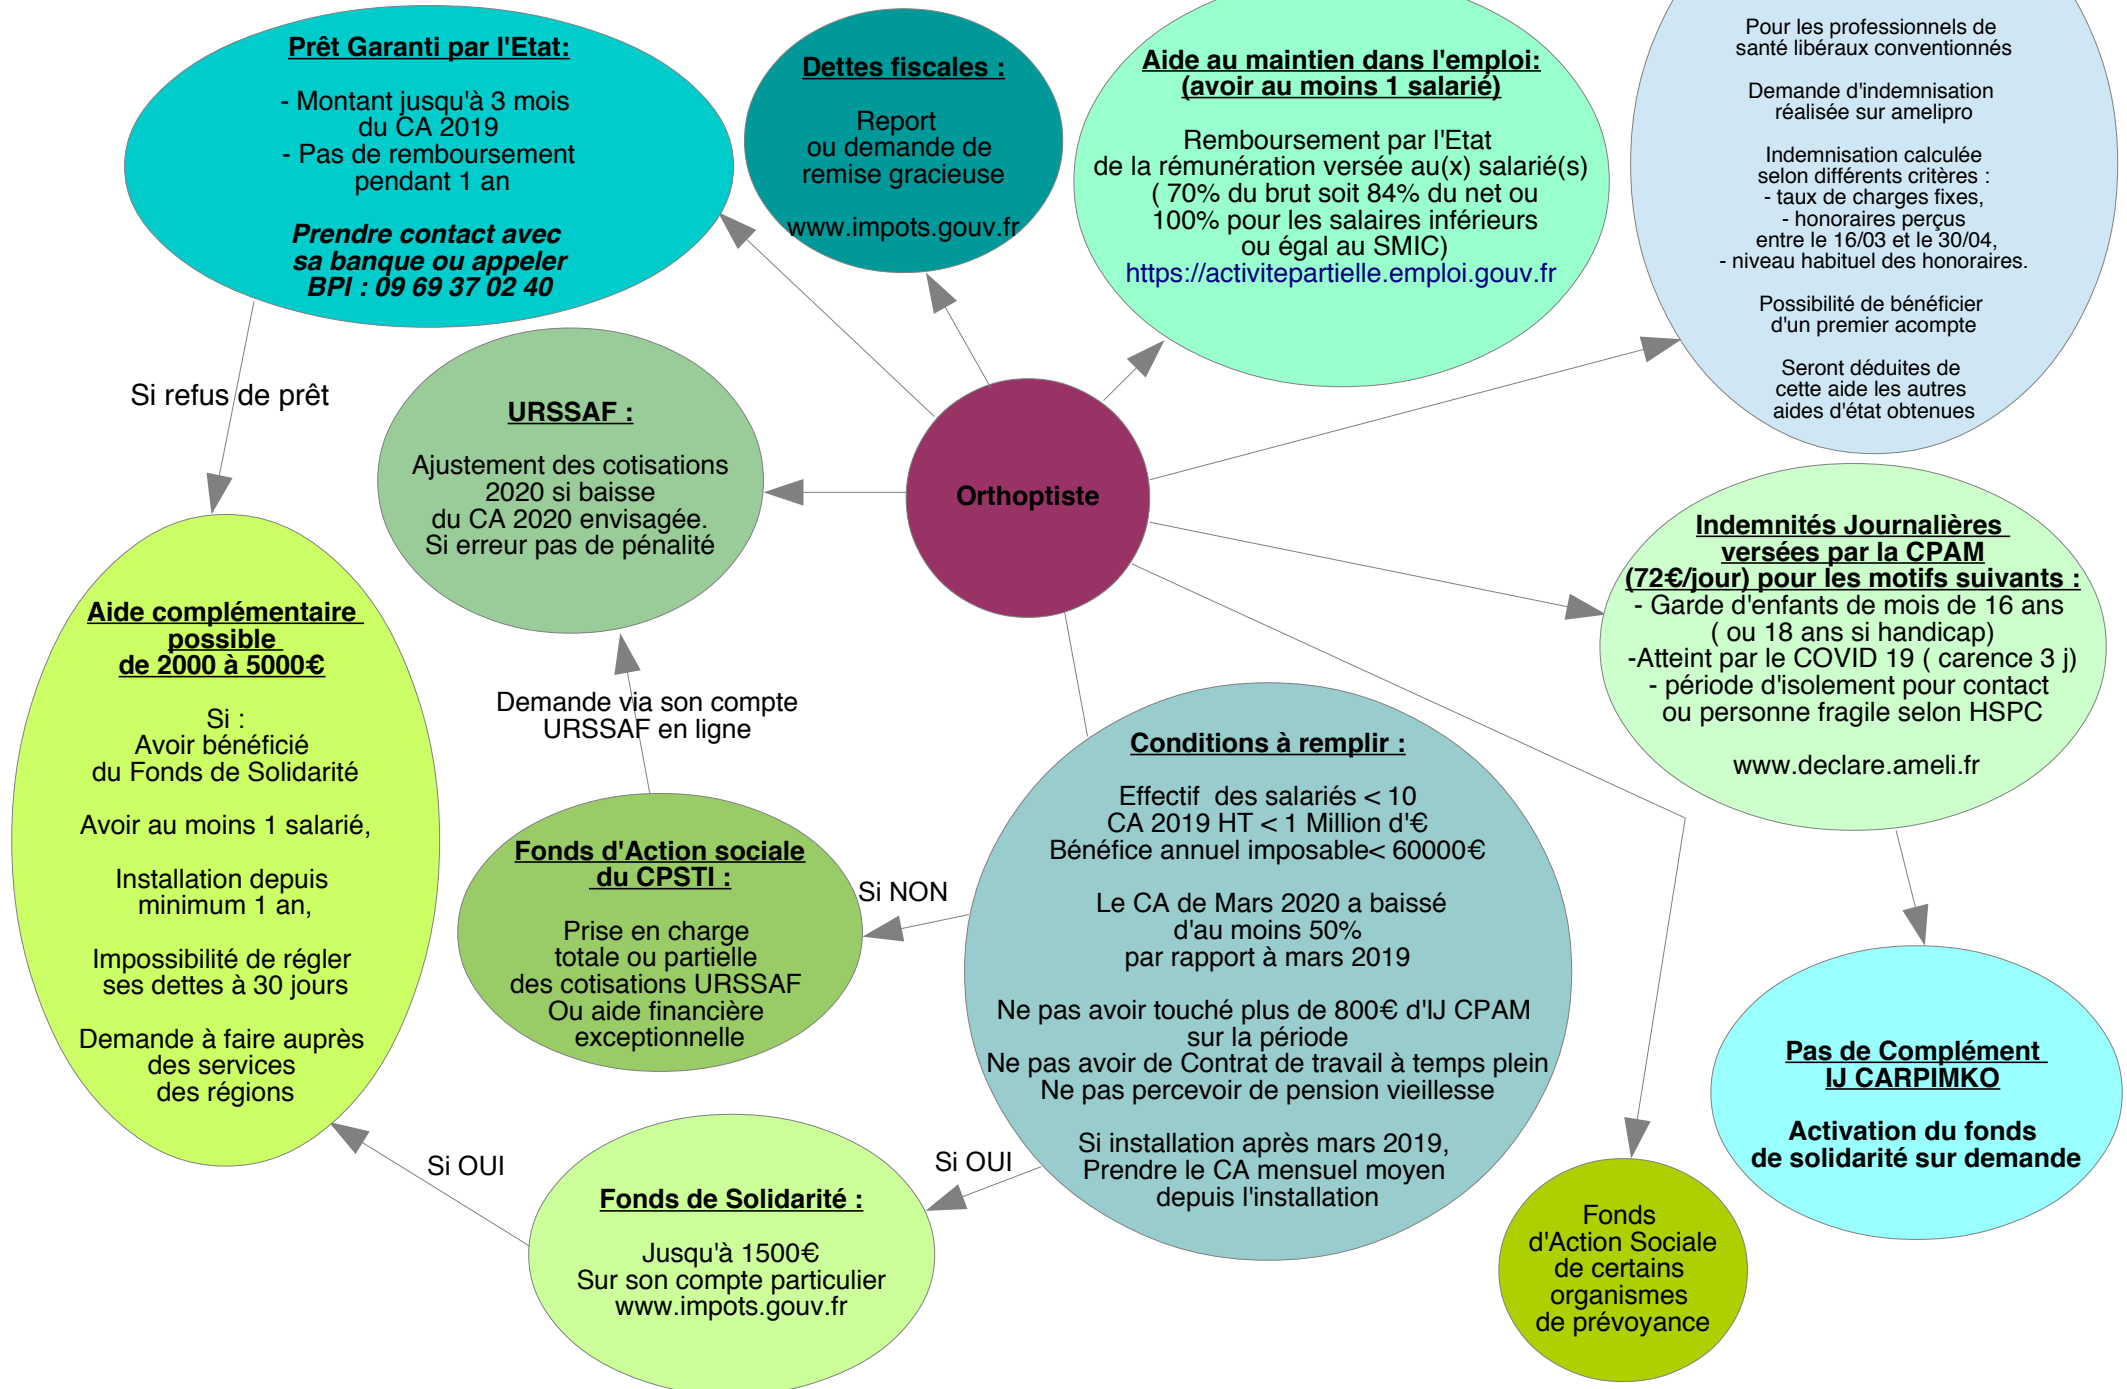 Prêt Garanti par l'Etat:
- Montant jusqu'à 3 mois
du CA 2019
- Pas de remboursement
pendant 1 an
Prendre contact avec
sa banque ou appeler
BPI : 09 69 37 02 40
Dettes fiscales :
Report
ou demande de
remise gracieuse
www.impots.gouv.fr
Aide au maintien dans l'emploi:
(avoir au moins 1 salarié)
Remboursement par l'Etat
de la rémunération versée au(x) salarié(s)
( 70% du brut soit 84% du net ou
100% pour les salaires inférieurs
ou égal au SMIC)
https://activitepartielle.emploi.gouv.fr
Pour les professionnels de
santé libéraux conventionnés
Demande d'indemnisation
réalisée sur amelipro
Indemnisation calculée
selon différents critères :
- taux de charges fixes,
- honoraires perçus
entre le 16/03 et le 30/04,
- niveau habituel des honoraires.
Possibilité de bénéficier
d'un premier acompte
Seront déduites de
cette aide les autres
aides d'état obtenues
Si refus de prêt
URSSAF :
Ajustement des cotisations
2020 si baisse
du CA 2020 envisagée.
Si erreur pas de pénalité
Orthoptiste
Indemnités Journalières
versées par la CPAM
(72€/jour) pour les motifs suivants :
- Garde d'enfants de mois de 16 ans
( ou 18 ans si handicap)
-Atteint par le COVID 19 ( carence 3 j)
- période d'isolement pour contact
ou personne fragile selon HSPC
www.declare.ameli.fr
Aide complémentaire
possible
de 2000 à 5000€
Si :
Avoir bénéficié
du Fonds de Solidarité
Avoir au moins 1 salarié,
Installation depuis
minimum 1 an,
Impossibilité de régler
ses dettes à 30 jours
Demande à faire auprès
des services
des régions
Demande via son compte
URSSAF en ligne
Fonds d'Action sociale
du CPSTI :
Prise en charge
totale ou partielle
des cotisations URSSAF
Ou aide financière
exceptionnelle
Si NON
Conditions à remplir :
Effectif des salariés < 10
CA 2019 HT < 1 Million d'€
Bénéfice annuel imposable< 60000€
Le CA de Mars 2020 a baissé
d'au moins 50%
par rapport à mars 2019
Ne pas avoir touché plus de 800€ d'IJ CPAM
sur la période
Ne pas avoir de Contrat de travail à temps plein
Ne pas percevoir de pension vieillesse
Si installation après mars 2019,
Prendre le CA mensuel moyen
depuis l'installation
Pas de Complément
IJ CARPIMKO
Activation du fonds
de solidarité sur demande
Si OUI
Si OUI
Fonds de Solidarité :
Jusqu'à 1500€
Sur son compte particulier
www.impots.gouv.fr
Fonds
d'Action Sociale
de certains
organismes
de prévoyance